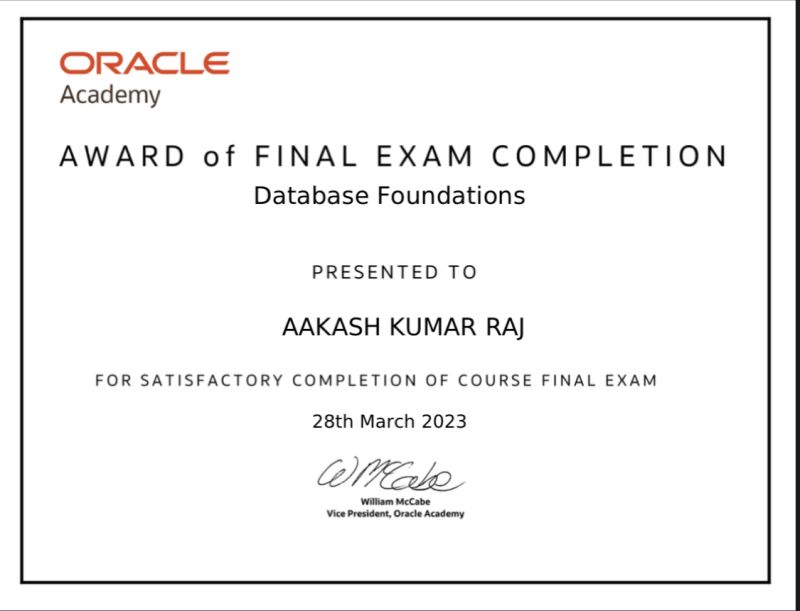 ORACLE
Academy
AWARD of FINAL EXAM COMPLETION
Database Foundations
PRESENTED TO
AAKASH KUMAR RAJ
FOR SATISFACTORY COMPLETION OF COURSE FINAL EXAM
28th March 2023
WMcCabe
William McCabe
Vice President, Oracle Academy